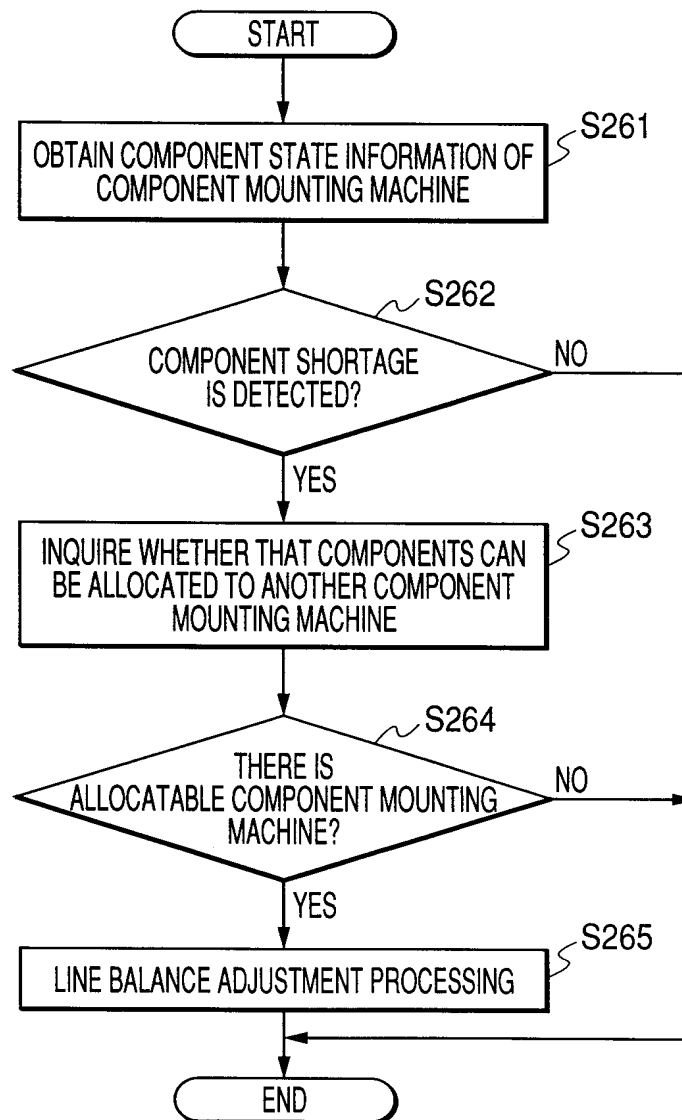 START
S261
OBTAIN COMPONENT STATE INFORMATION OF
COMPONENT MOUNTING MACHINE
S262
COMPONENT SHORTAGE
IS DETECTED?
NO
YES
S263
INQUIRE WHETHER THAT COMPONENTS CAN
BE ALLOCATED TO ANOTHER COMPONENT
MOUNTING MACHINE
S264
THERE IS
ALLOCATABLE COMPONENT MOUNTING
MACHINE?
NO
YES
S265
LINE BALANCE ADJUSTMENT PROCESSING
END